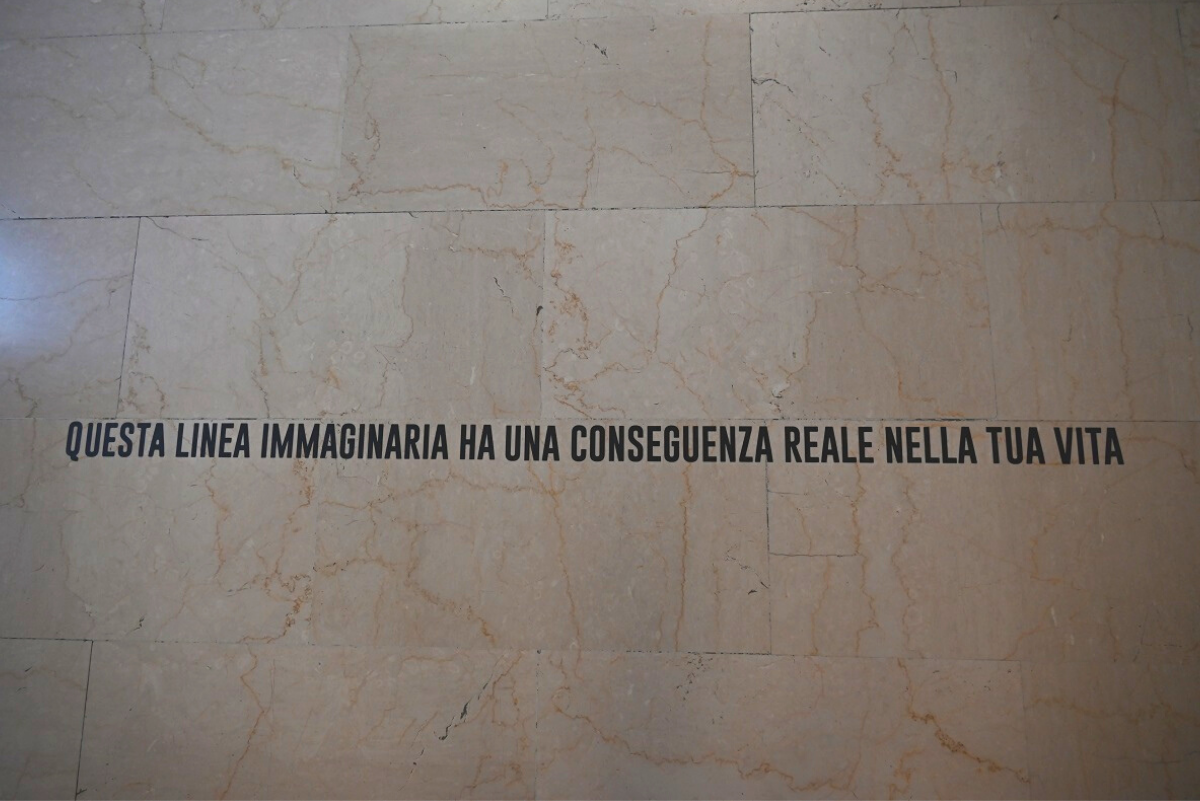 QUESTA LINEA IMMAGINARIA HA UNA CONSEGUENZA REALE NELLA TUA VITA